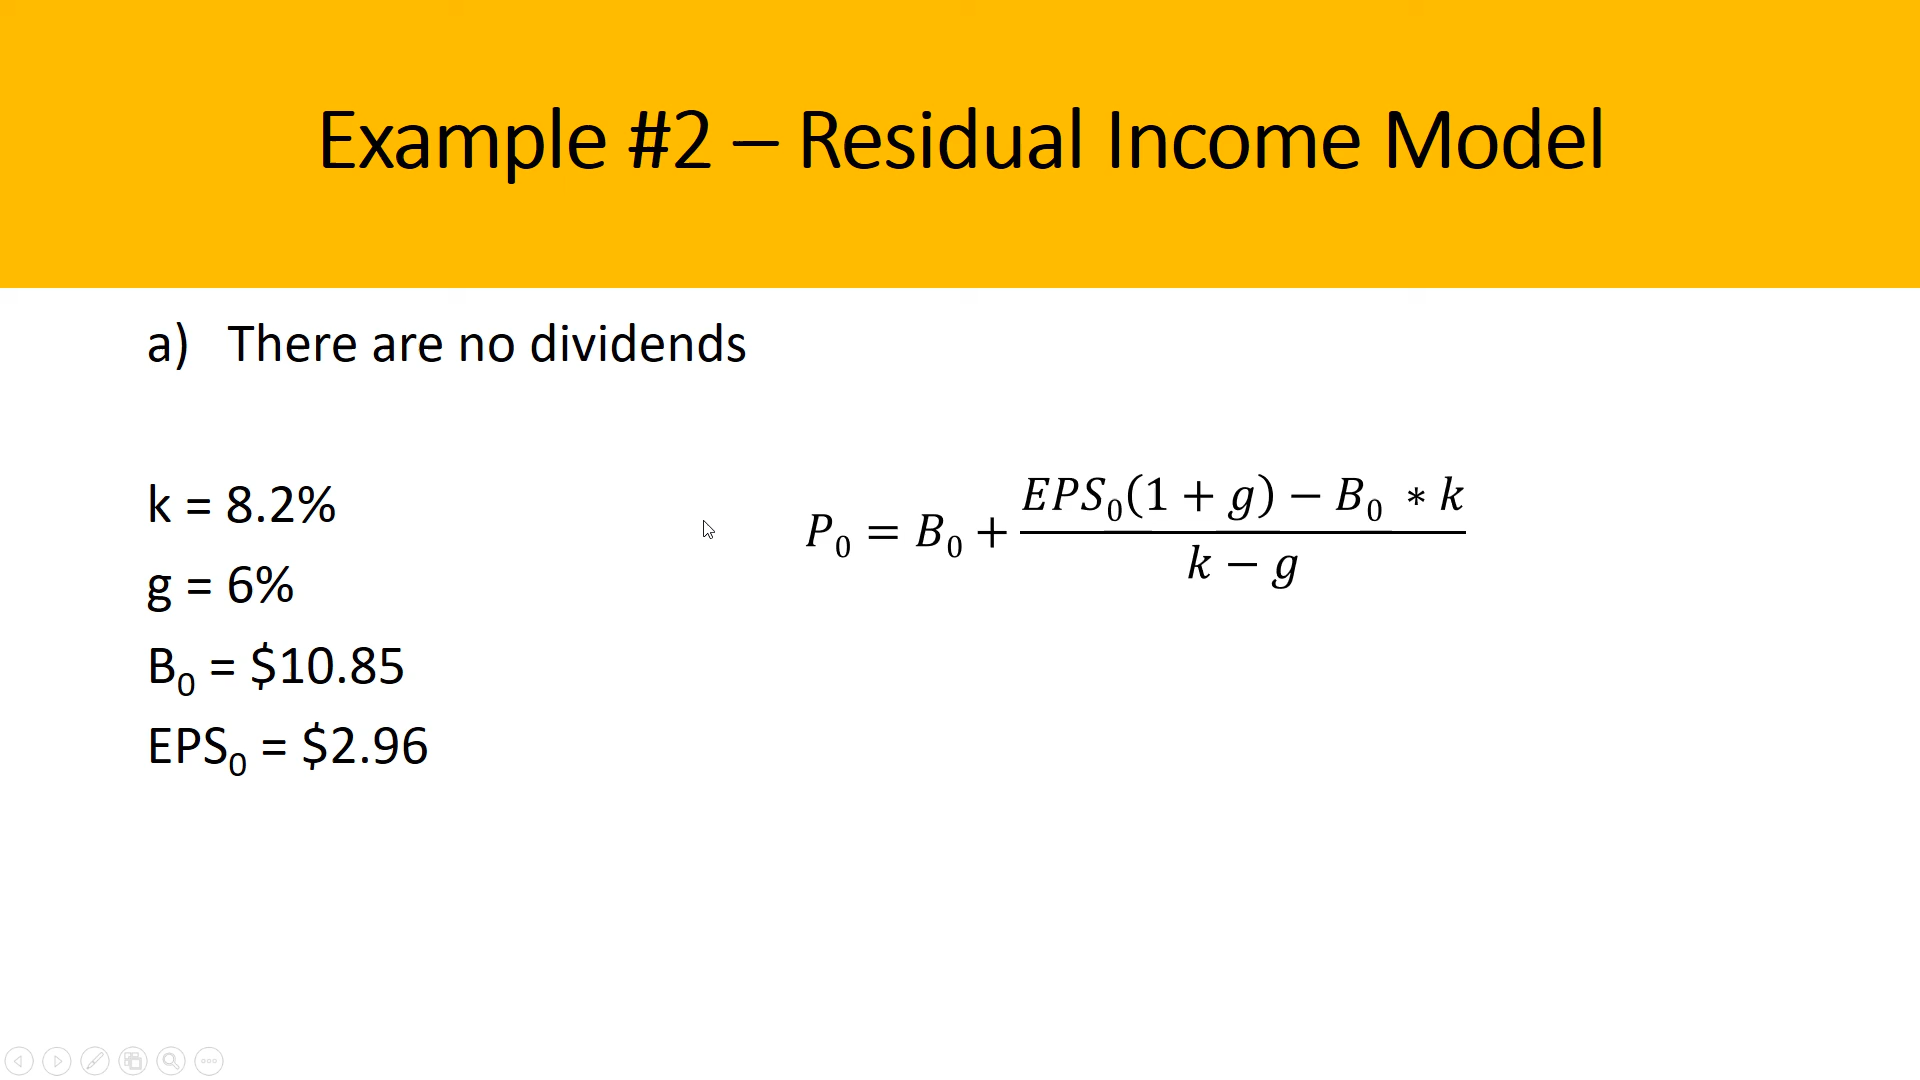 Example #2 – Residual Income Model
a) There are no dividends
k = 8.2%
g = 6%
B₀ = $10.85
EPS₀ = $2.96
P₀ = B₀ + (EPS₀(1 + g) − B₀ ∗ k) / (k − g)